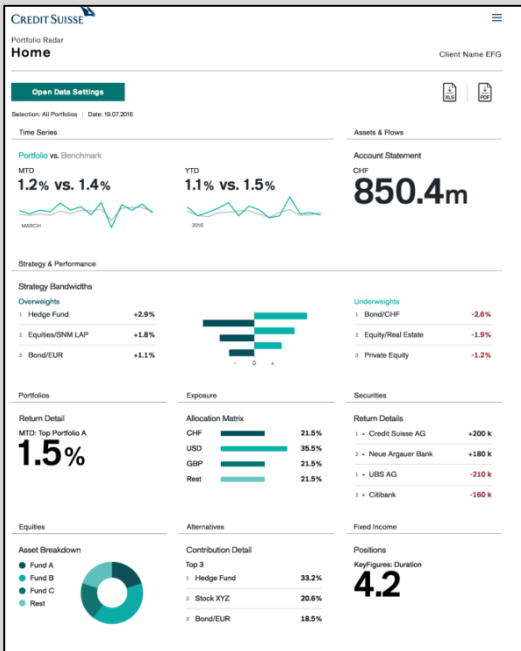 CREDIT SUISSE
Portfolio Radar
Home
Client Name EFG
Open Data Settings
XLS
PDF
Selection: All Portfolios | Date: 19.07.2016
Time Series
Assets & Flows
Portfolio vs. Benchmark
MTD
1.2% vs. 1.4%
MARCH
YTD
1.1% vs. 1.5%
2016
Account Statement
CHF
850.4m
Strategy & Performance
Strategy Bandwidths
Overweights
1 Hedge Fund +2.9%
2 Equities/SNM LAP +1.8%
3 Bond/EUR +1.1%
- 0 +
Underweights
1 Bond/CHF -2.6%
2 Equity/Real Estate -1.9%
3 Private Equity -1.2%
Portfolios
Return Detail
MTD: Top Portfolio A
1.5%
Exposure
Allocation Matrix
CHF 21.5%
USD 35.5%
GBP 21.5%
Rest 21.5%
Securities
Return Details
1 + Credit Suisse AG +200 k
2 + Neue Argauer Bank +180 k
1 - UBS AG -210 k
2 - Citibank -160 k
Equities
Asset Breakdown
Fund A
Fund B
Fund C
Rest
Alternatives
Contribution Detail
Top 3
1 Hedge Fund 33.2%
2 Stock XYZ 20.6%
3 Bond/EUR 18.5%
Fixed Income
Positions
KeyFigures: Duration
4.2